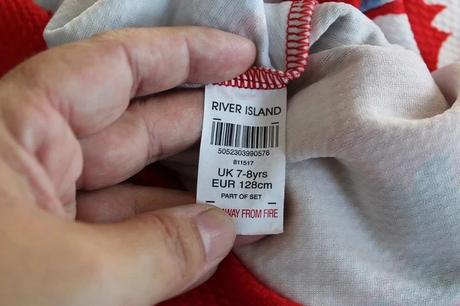 RIVER ISLAND
5052303990576
811517
UK 7-8yrs
EUR 128cm
PART OF SET
AWAY FROM FIRE